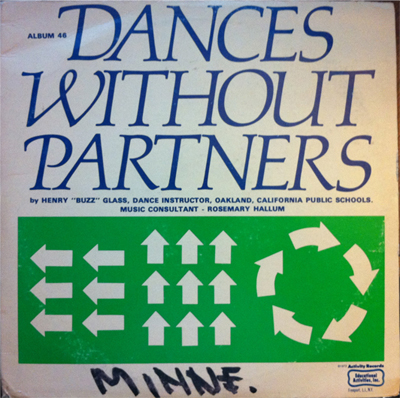 ALBUM 46
DANCES
WITHOUT
PARTNERS
by HENRY "BUZZ" GLASS, DANCE INSTRUCTOR, OAKLAND, CALIFORNIA PUBLIC SCHOOLS.
MUSIC CONSULTANT - ROSEMARY HALLUM
Activity Records
Educational
Activities, Inc.
MINNE.